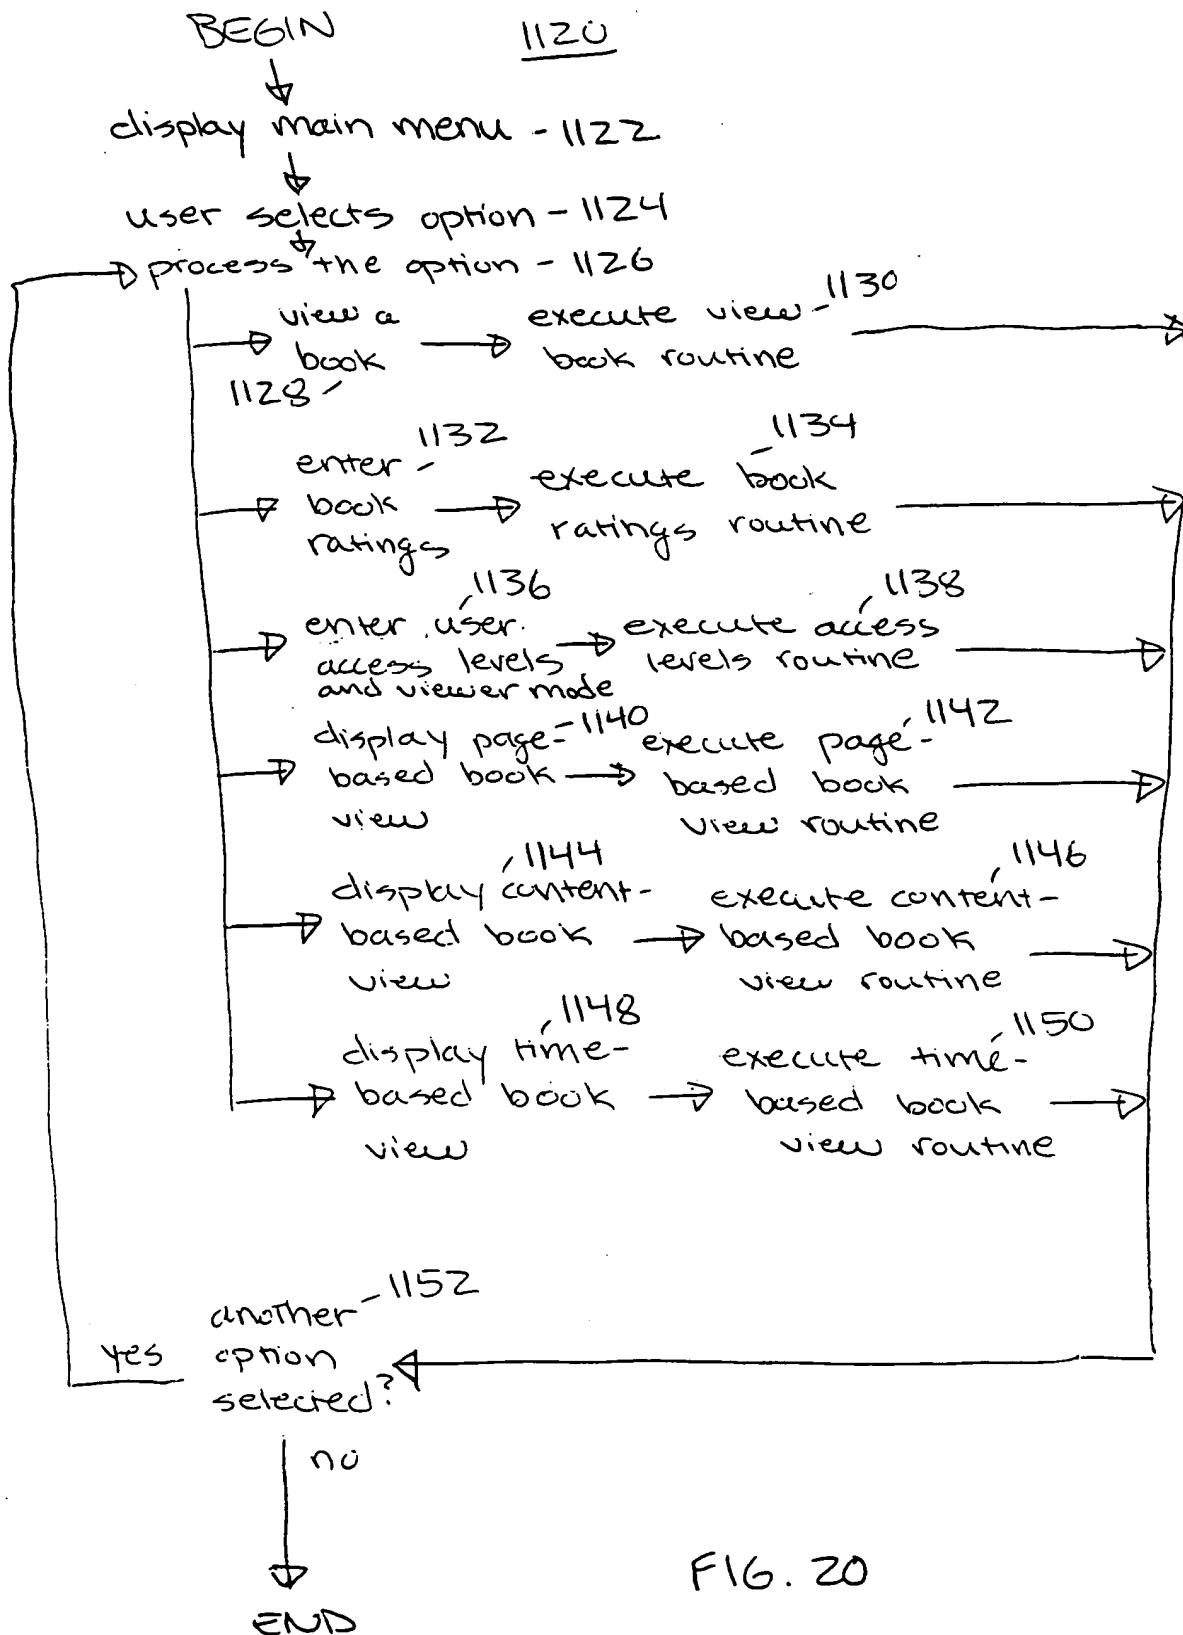 BEGIN
1120
display main menu - 1122
user selects option - 1124
process the option - 1126
view a
book
1128
execute view - 1130
book routine
enter 1132
book
ratings
1134
execute book
ratings routine
1136
enter user
access levels
and viewer mode
1138
execute access
levels routine
display page- 1140
based book
view
execute page- 1142
based book
view routine
1144
display content-
based book
view
1146
execute content-
based book
view routine
1148
display time-
based book
view
1150
execute time-
based book
view routine
another - 1152
option
selected?
yes
no
END
FIG. 20